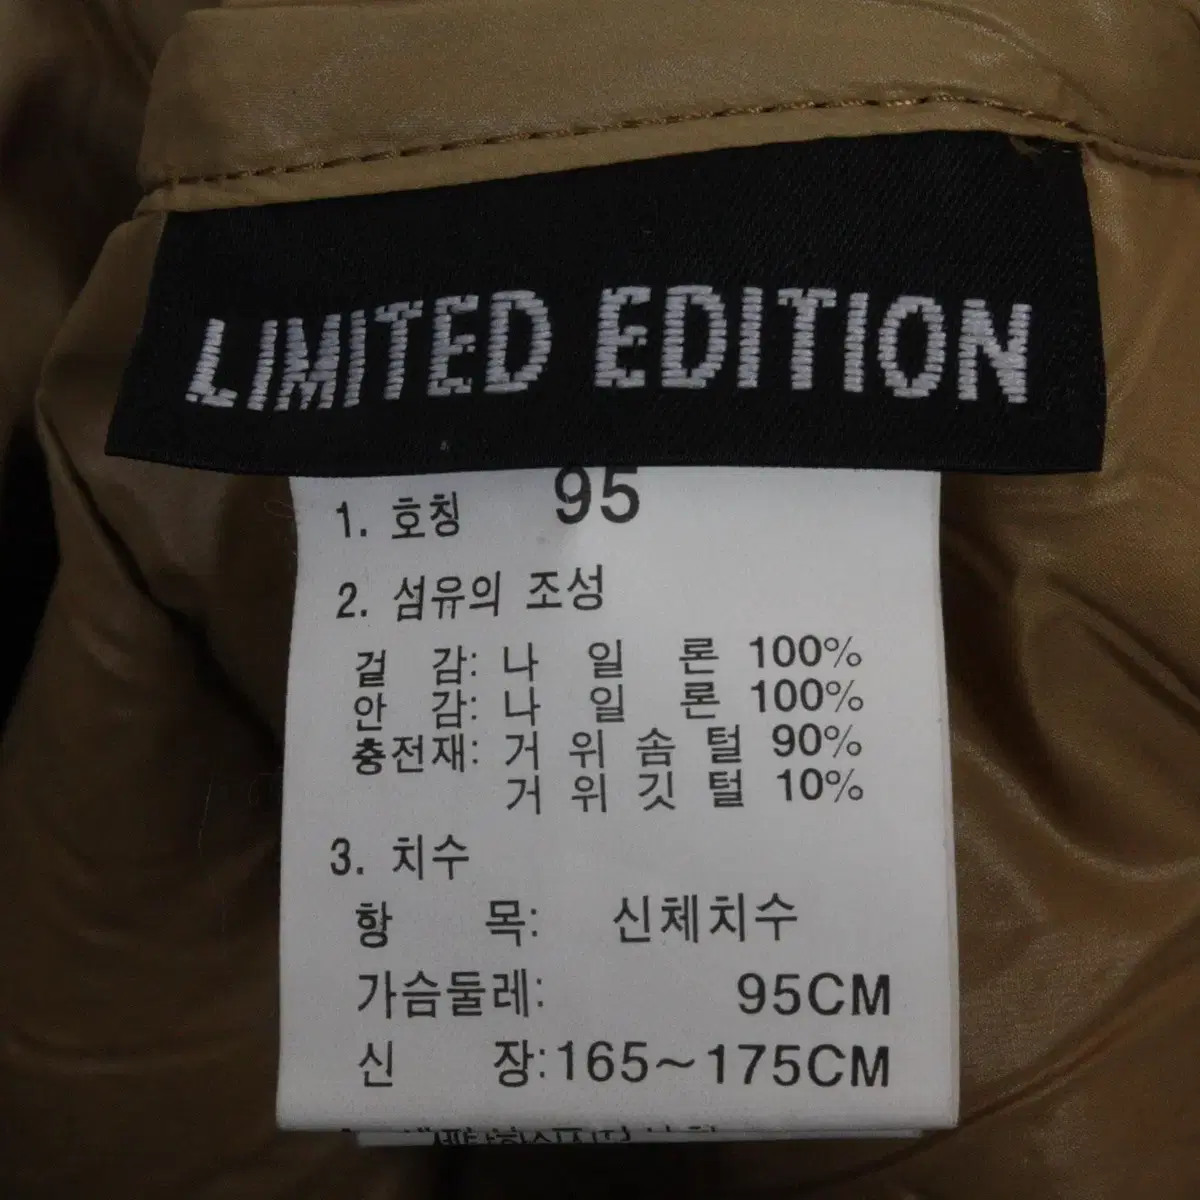 LIMITED EDITION
1. 호칭 95
2. 섬유의 조성
겉 감: 나 일 론 100%
안 감: 나 일 론 100%
충전재: 거 위 솜 털 90%
거 위 깃 털 10%
3. 치수
항 목: 신체치수
가슴둘레: 95CM
신 장: 165~175CM